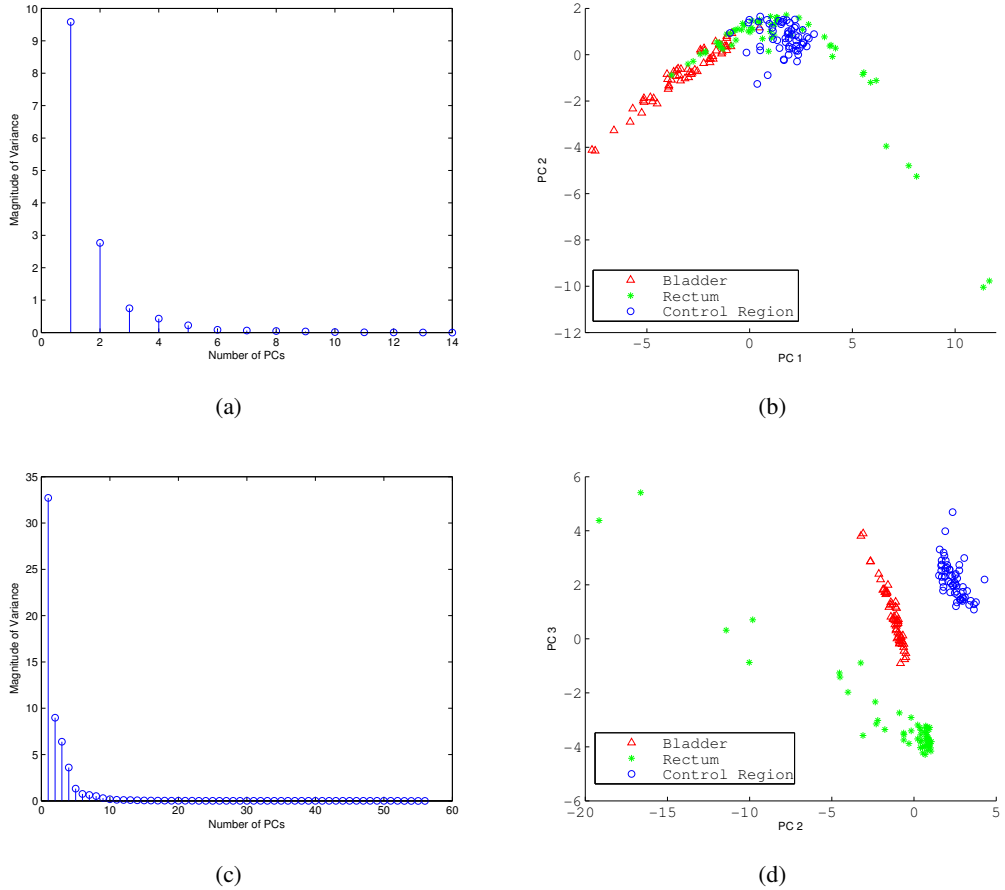 10
9
8
7
6
5
4
3
2
1
0
Magnitude of Variance
0 2 4 6 8 10 12 14
Number of PCs
(a)
2
0
−2
−4
−6
−8
−10
−12
PC 2
Bladder
Rectum
Control Region
−5 0 5 10
PC 1
(b)
35
30
25
20
15
10
5
0
Magnitude of Variance
0 10 20 30 40 50 60
Number of PCs
(c)
6
4
2
0
−2
−4
−6
PC 3
Bladder
Rectum
Control Region
−20 −15 −10 −5 0 5
PC 2
(d)